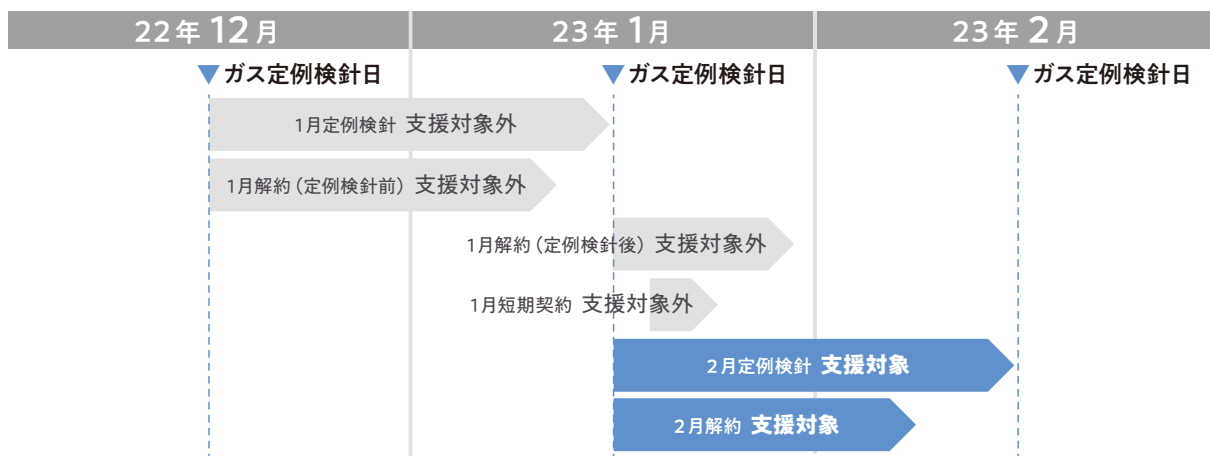 22年 12月 23年 1月 23年 2月
▼ガス定例検針日 ▼ガス定例検針日 ▼ガス定例検針日
1月定例検針 支援対象外
1月解約（定例検針前） 支援対象外
1月解約（定例検針後） 支援対象外
1月短期契約 支援対象外
2月定例検針 支援対象
2月解約 支援対象